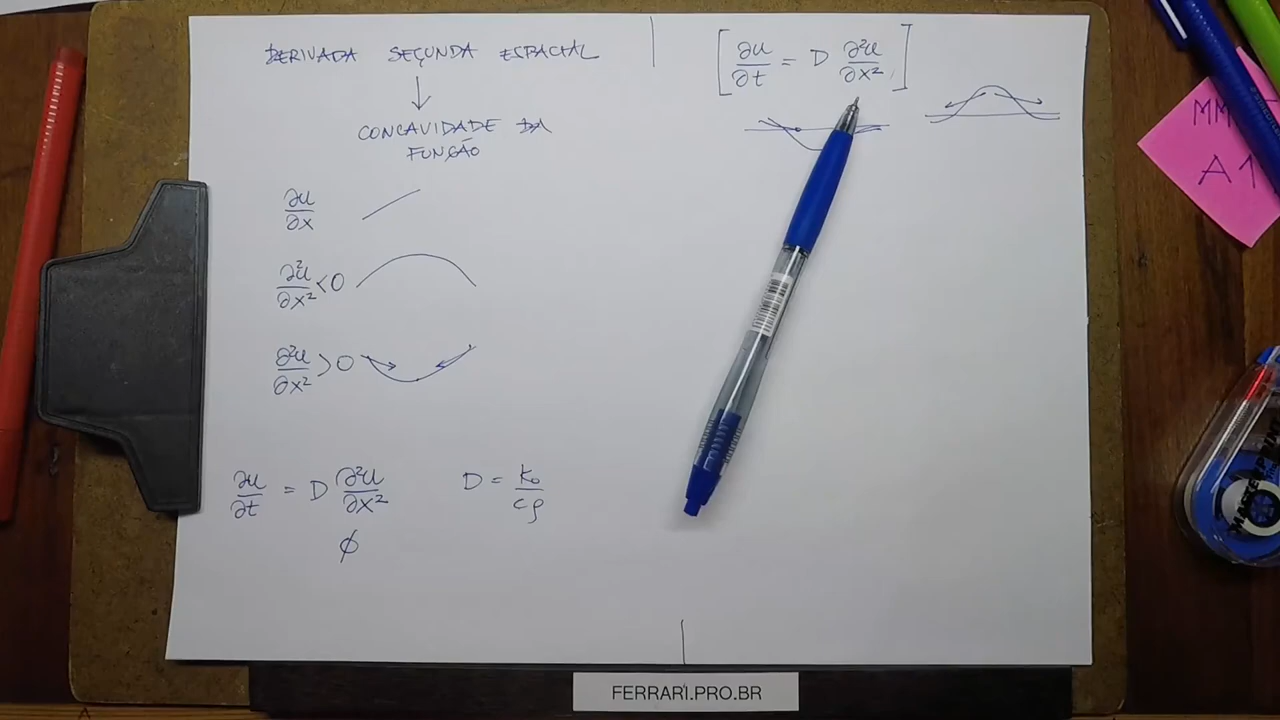 DERIVADA SEGUNDA ESPACIAL
↓
CONCAVIDADE DA
FUNÇÃO
∂u/∂x
∂²u/∂x² < 0
∂²u/∂x² > 0
∂u/∂t = D ∂²u/∂x²
D = K₀/cρ
∅
[∂u/∂t = D ∂²u/∂x²]
A1
FERRARI.PRO.BR